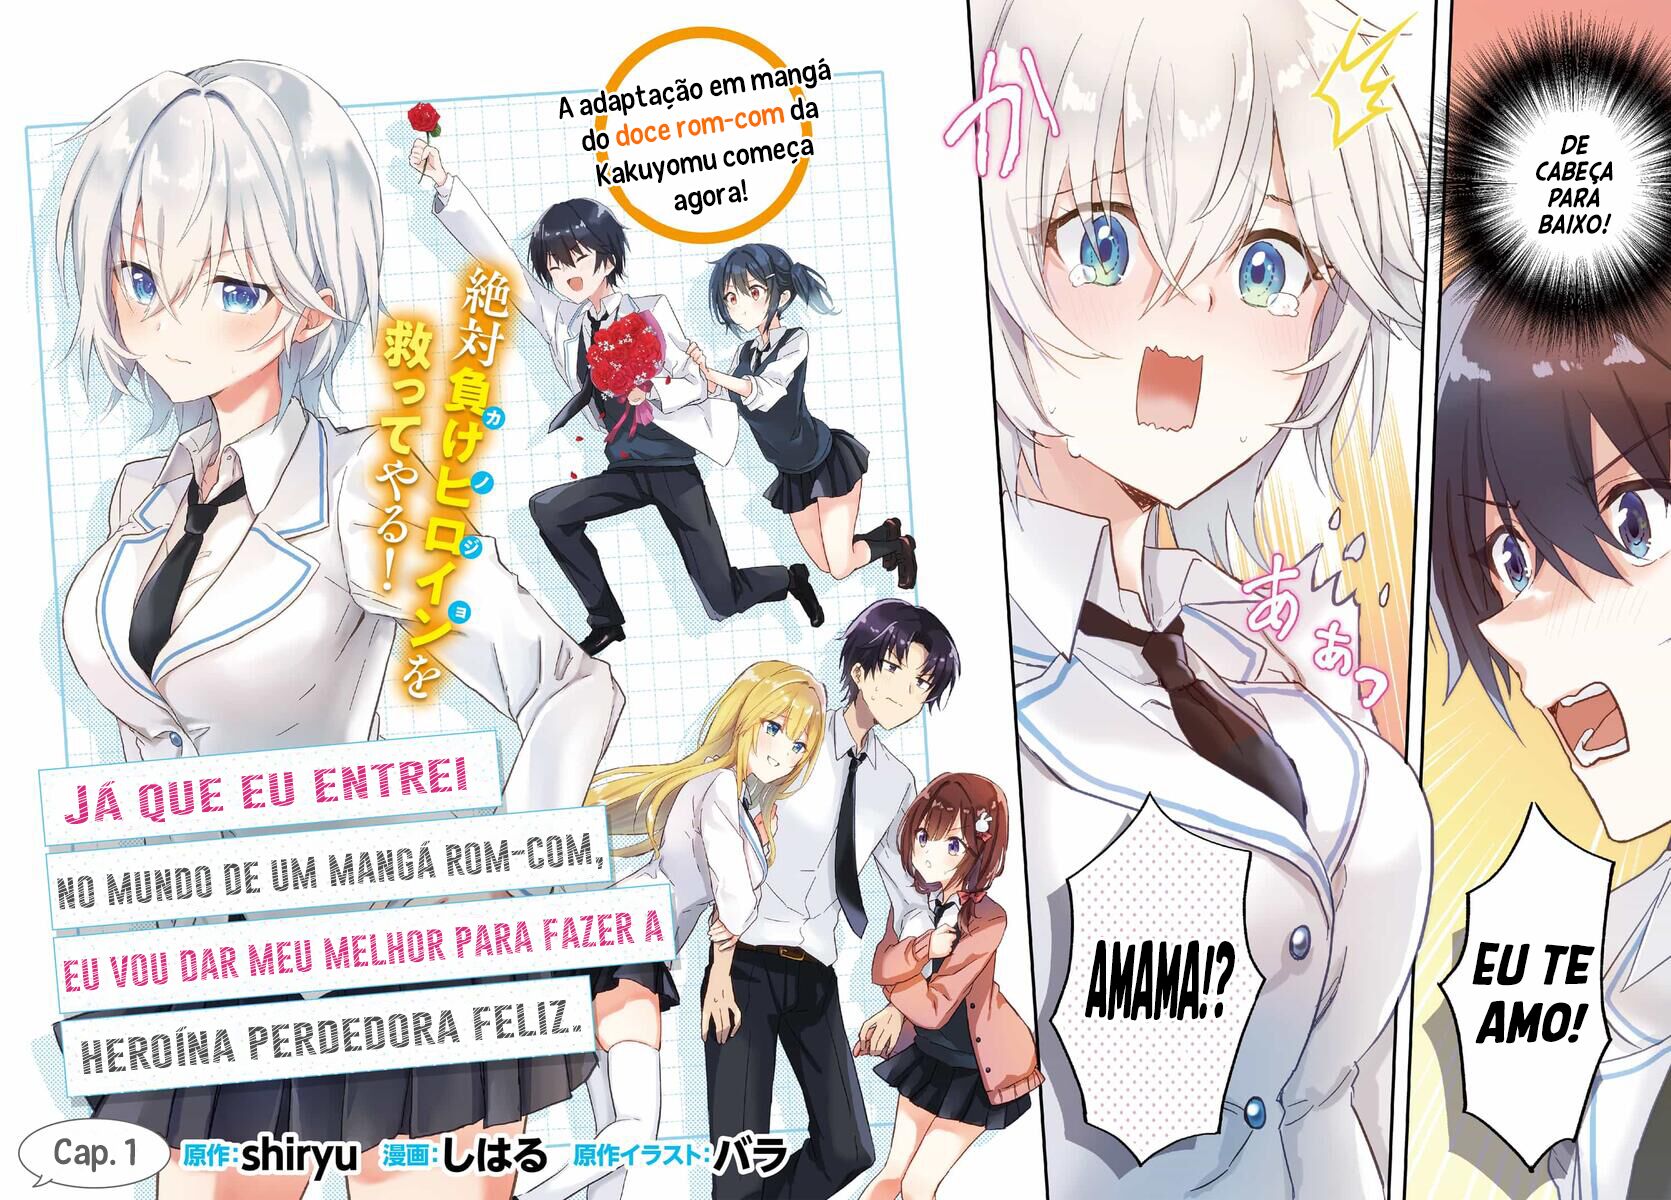 DE
CABEÇA
PARA
BAIXO!
EU TE
AMO!
か
あ
あぁっ
AMAMA!?
A adaptação em mangá
do doce rom-com da
Kakuyomu começa
agora!
絶対負けヒロインを
カノジョ
救ってやる!
JÁ QUE EU ENTREI
NO MUNDO DE UM MANGÁ ROM-COM,
EU VOU DAR MEU MELHOR PARA FAZER A
HEROÍNA PERDEDORA FELIZ.
Cap. 1
原作:shiryu 漫画:しはる 原作イラスト:バラ